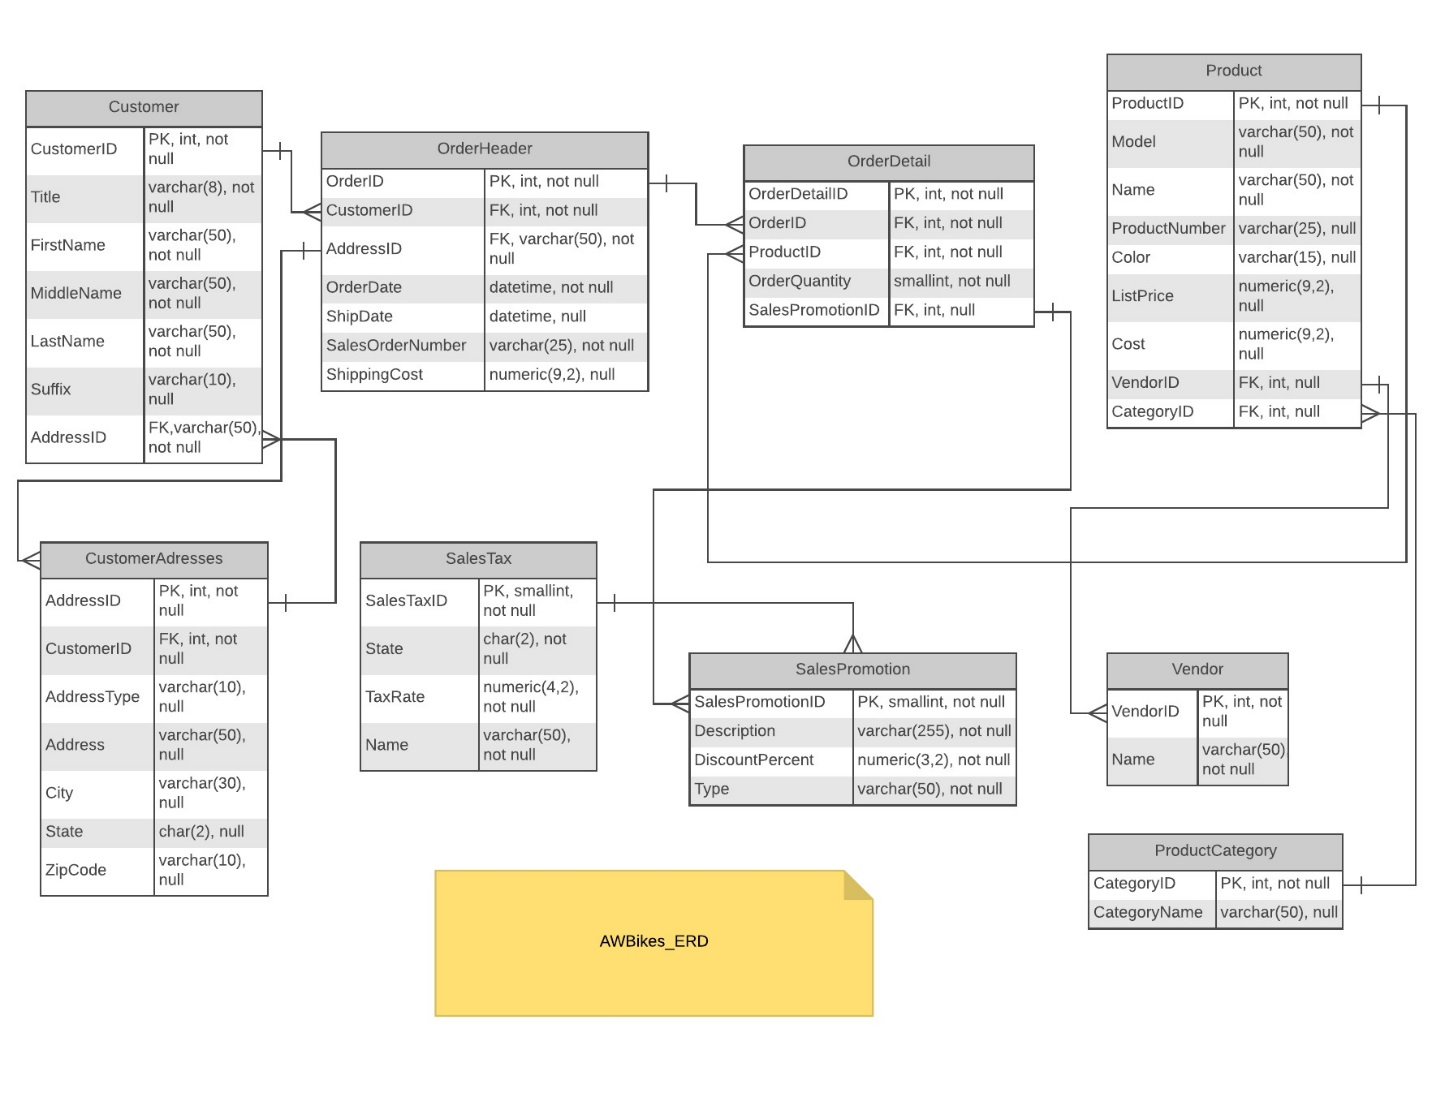 Customer
CustomerID PK, int, not
null
Title varchar(8), not
null
FirstName varchar(50),
not null
MiddleName varchar(50),
not null
LastName varchar(50),
not null
Suffix varchar(10),
null
AddressID FK,varchar(50),
not null
OrderHeader
OrderID PK, int, not null
CustomerID FK, int, not null
AddressID FK, varchar(50), not
null
OrderDate datetime, not null
ShipDate datetime, null
SalesOrderNumber varchar(25), not null
ShippingCost numeric(9,2), null
OrderDetail
OrderDetailID PK, int, not null
OrderID FK, int, not null
ProductID FK, int, not null
OrderQuantity smallint, not null
SalesPromotionID FK, int, null
Product
ProductID PK, int, not null
Model varchar(50), not
null
Name varchar(50), not
null
ProductNumber varchar(25), null
Color varchar(15), null
ListPrice numeric(9,2),
null
Cost numeric(9,2),
null
VendorID FK, int, null
CategoryID FK, int, null
CustomerAdresses
AddressID PK, int, not
null
CustomerID FK, int, not
null
AddressType varchar(10),
null
Address varchar(50),
null
City varchar(30),
null
State char(2), null
ZipCode varchar(10),
null
SalesTax
SalesTaxID PK, smallint,
not null
State char(2), not
null
TaxRate numeric(4,2),
not null
Name varchar(50),
not null
SalesPromotion
SalesPromotionID PK, smallint, not null
Description varchar(255), not null
DiscountPercent numeric(3,2), not null
Type varchar(50), not null
Vendor
VendorID PK, int, not
null
Name varchar(50)
not null
ProductCategory
CategoryID PK, int, not null
CategoryName varchar(50), null
AWBikes_ERD